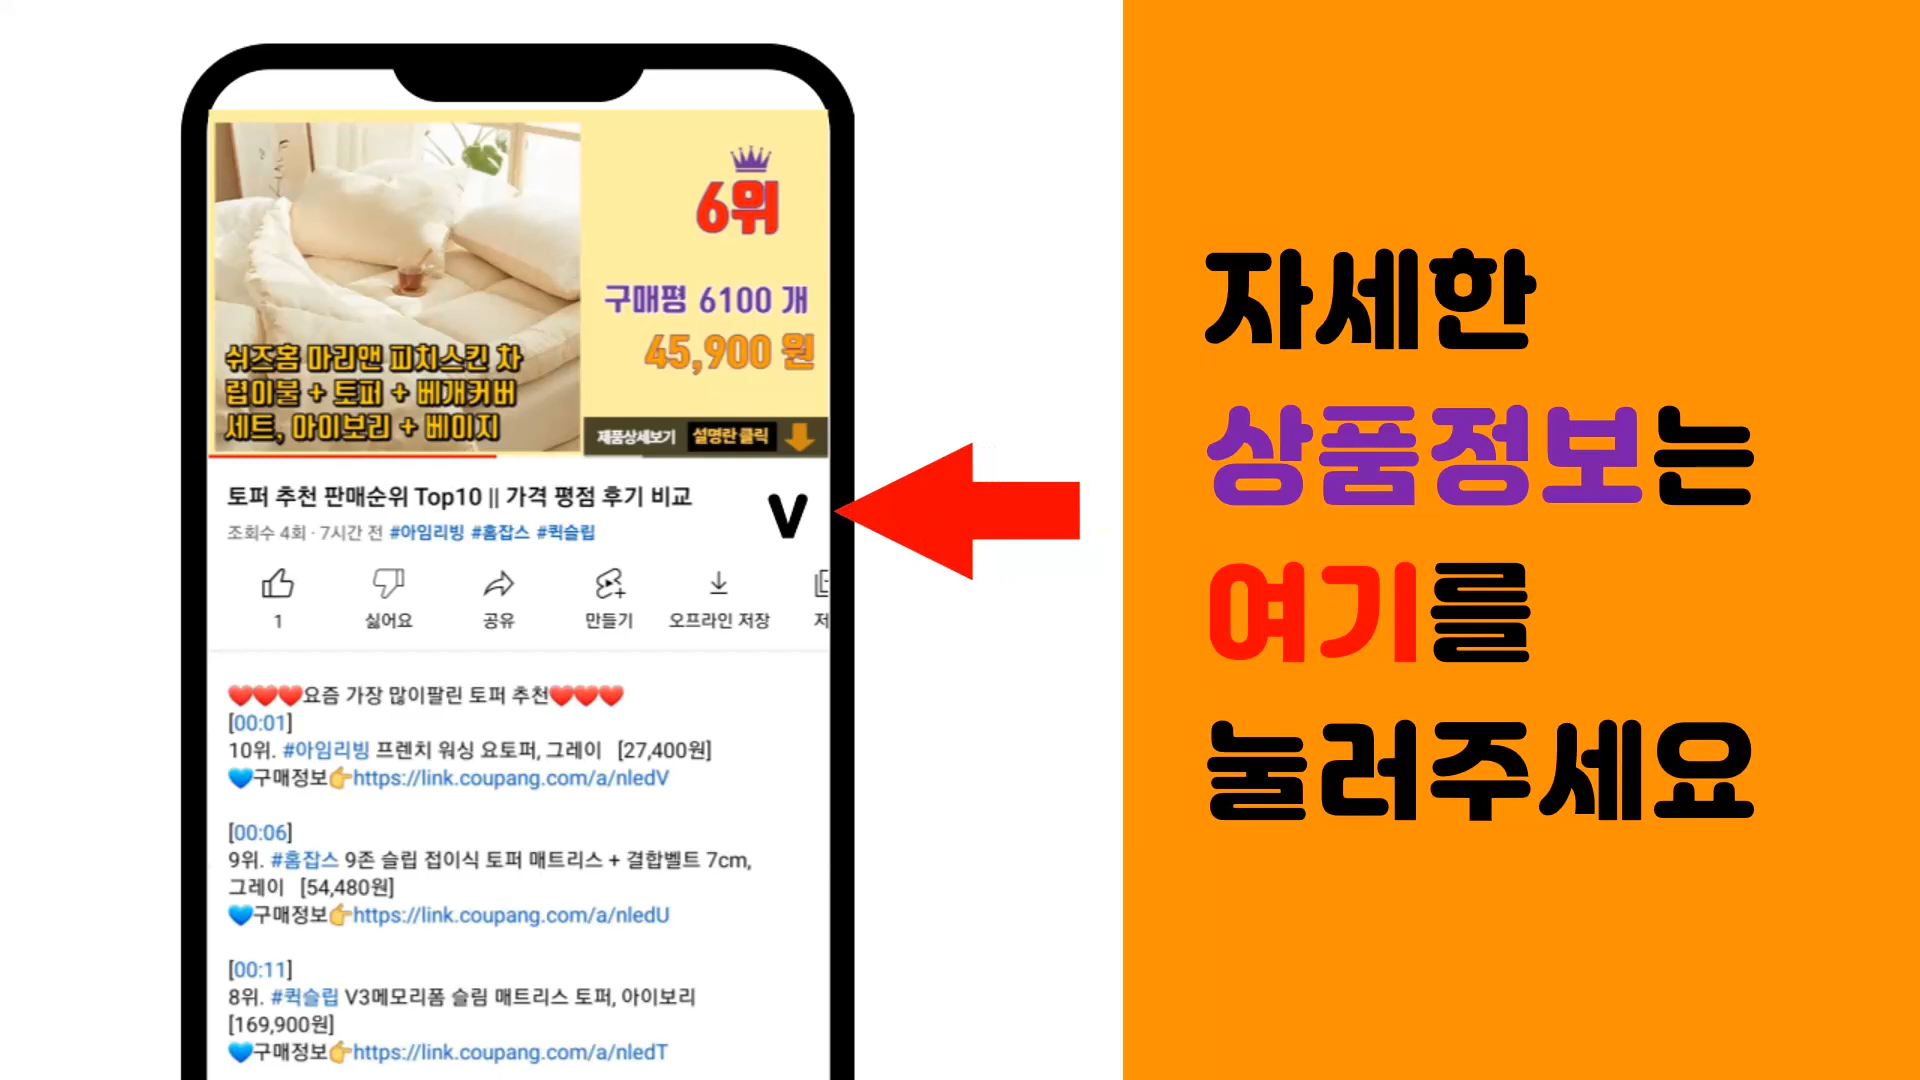 6위
구매평 6100 개
45,900 원
쉬즈홈 마리앤 피치스킨 차
렵이불 + 토퍼 + 베개커버
세트, 아이보리 + 베이지
제품상세보기 설명란 클릭
토퍼 추천 판매순위 Top10 || 가격 평점 후기 비교
V
조회수 4회 · 7시간 전 #아임리빙 #홈잡스 #퀵슬립
1 싫어요 공유 만들기 오프라인 저장 저
❤️❤️❤️요즘 가장 많이팔린 토퍼 추천❤️❤️❤️
[00:01]
10위. #아임리빙 프렌치 워싱 요토퍼, 그레이 [27,400원]
💙구매정보👉https://link.coupang.com/a/nledV
[00:06]
9위. #홈잡스 9존 슬립 접이식 토퍼 매트리스 + 결합벨트 7cm,
그레이 [54,480원]
💙구매정보👉https://link.coupang.com/a/nledU
[00:11]
8위. #퀵슬립 V3메모리폼 슬림 매트리스 토퍼, 아이보리
[169,900원]
💙구매정보👉https://link.coupang.com/a/nledT
자세한
상품정보는
여기를
눌러주세요